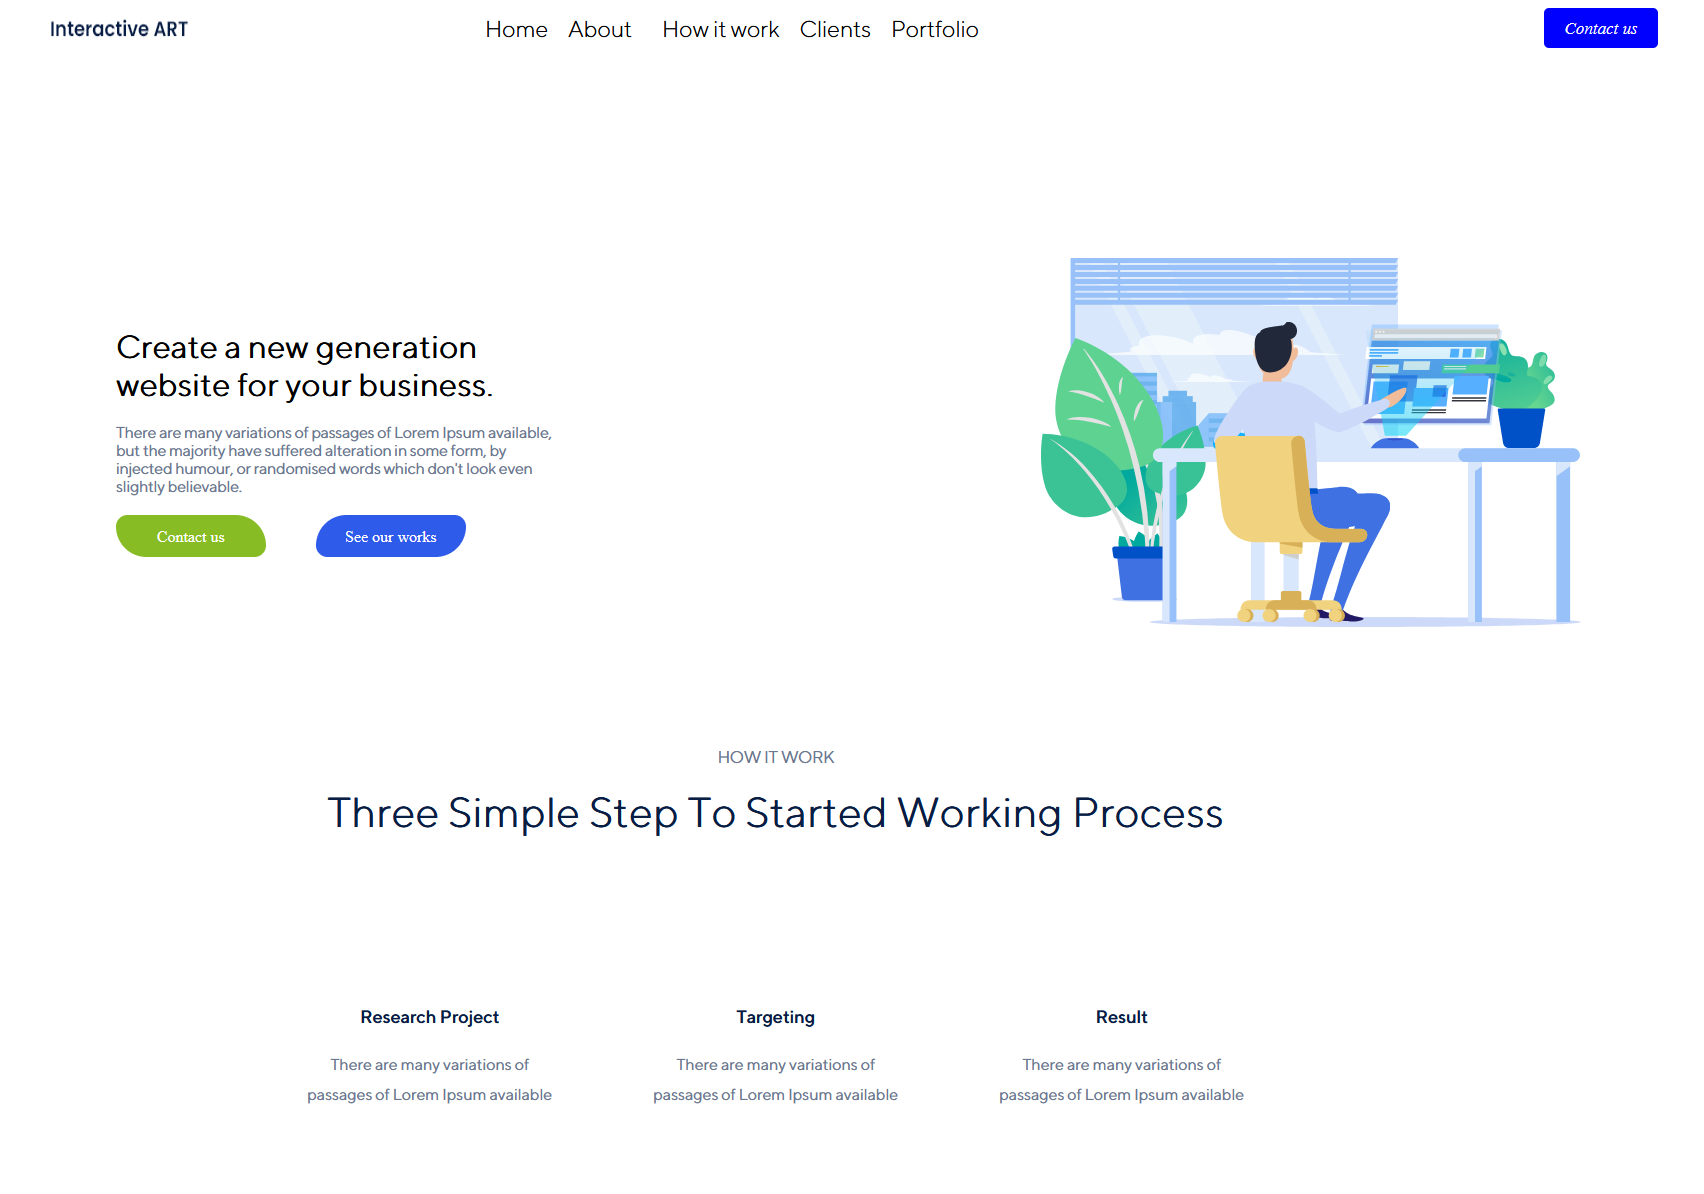 Interactive ART
Home About How it work Clients Portfolio
Contact us
Create a new generation
website for your business.
There are many variations of passages of Lorem Ipsum available,
but the majority have suffered alteration in some form, by
injected humour, or randomised words which don't look even
slightly believable.
Contact us
See our works
HOW IT WORK
Three Simple Step To Started Working Process
Research Project
There are many variations of
passages of Lorem Ipsum available
Targeting
There are many variations of
passages of Lorem Ipsum available
Result
There are many variations of
passages of Lorem Ipsum available